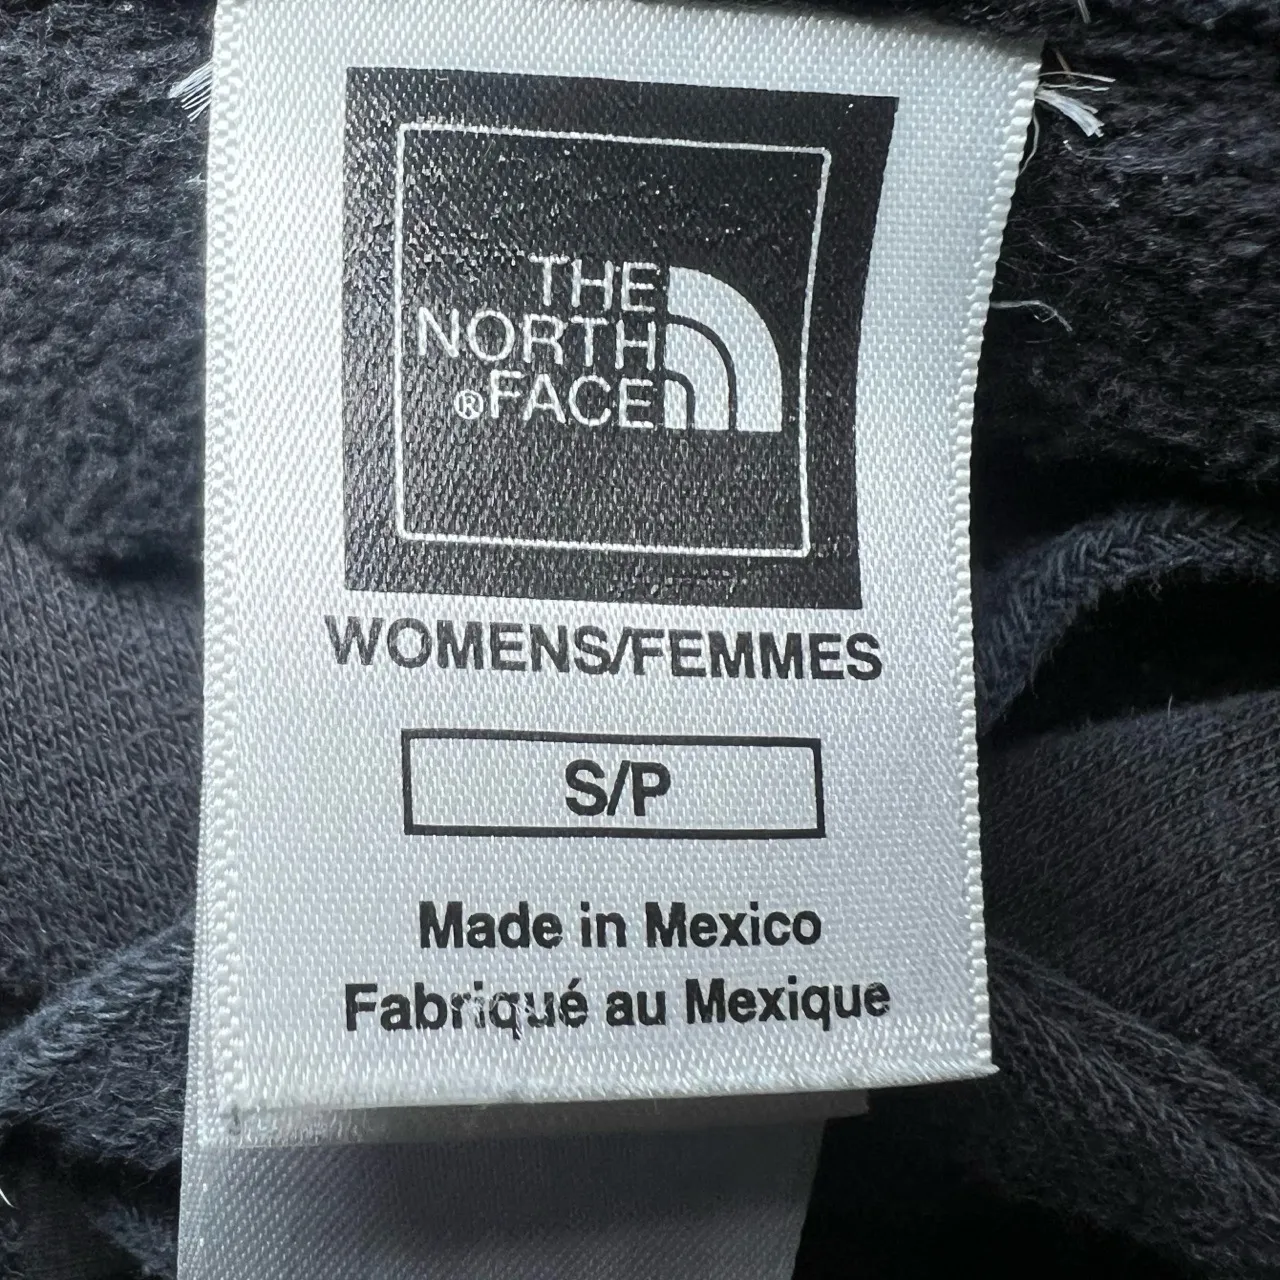 THE
NORTH
®FACE
WOMENS/FEMMES
S/P
Made in Mexico
Fabriqué au Mexique